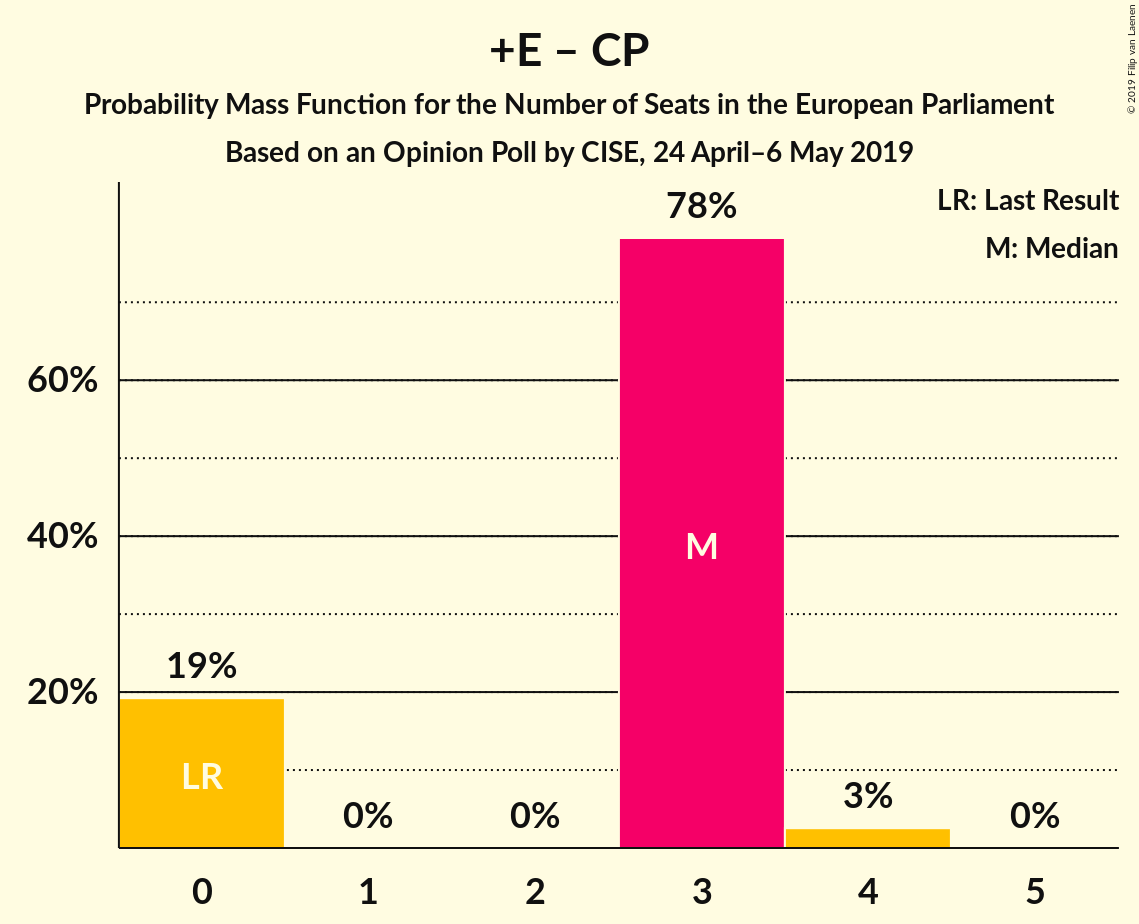 +E – CP
Probability Mass Function for the Number of Seats in the European Parliament
Based on an Opinion Poll by CISE, 24 April–6 May 2019
© 2019 Filip van Laenen
LR: Last Result
M: Median
78%
60%
M
40%
19%
20%
LR
3%
0%
0%
0%
0
1
2
3
4
5